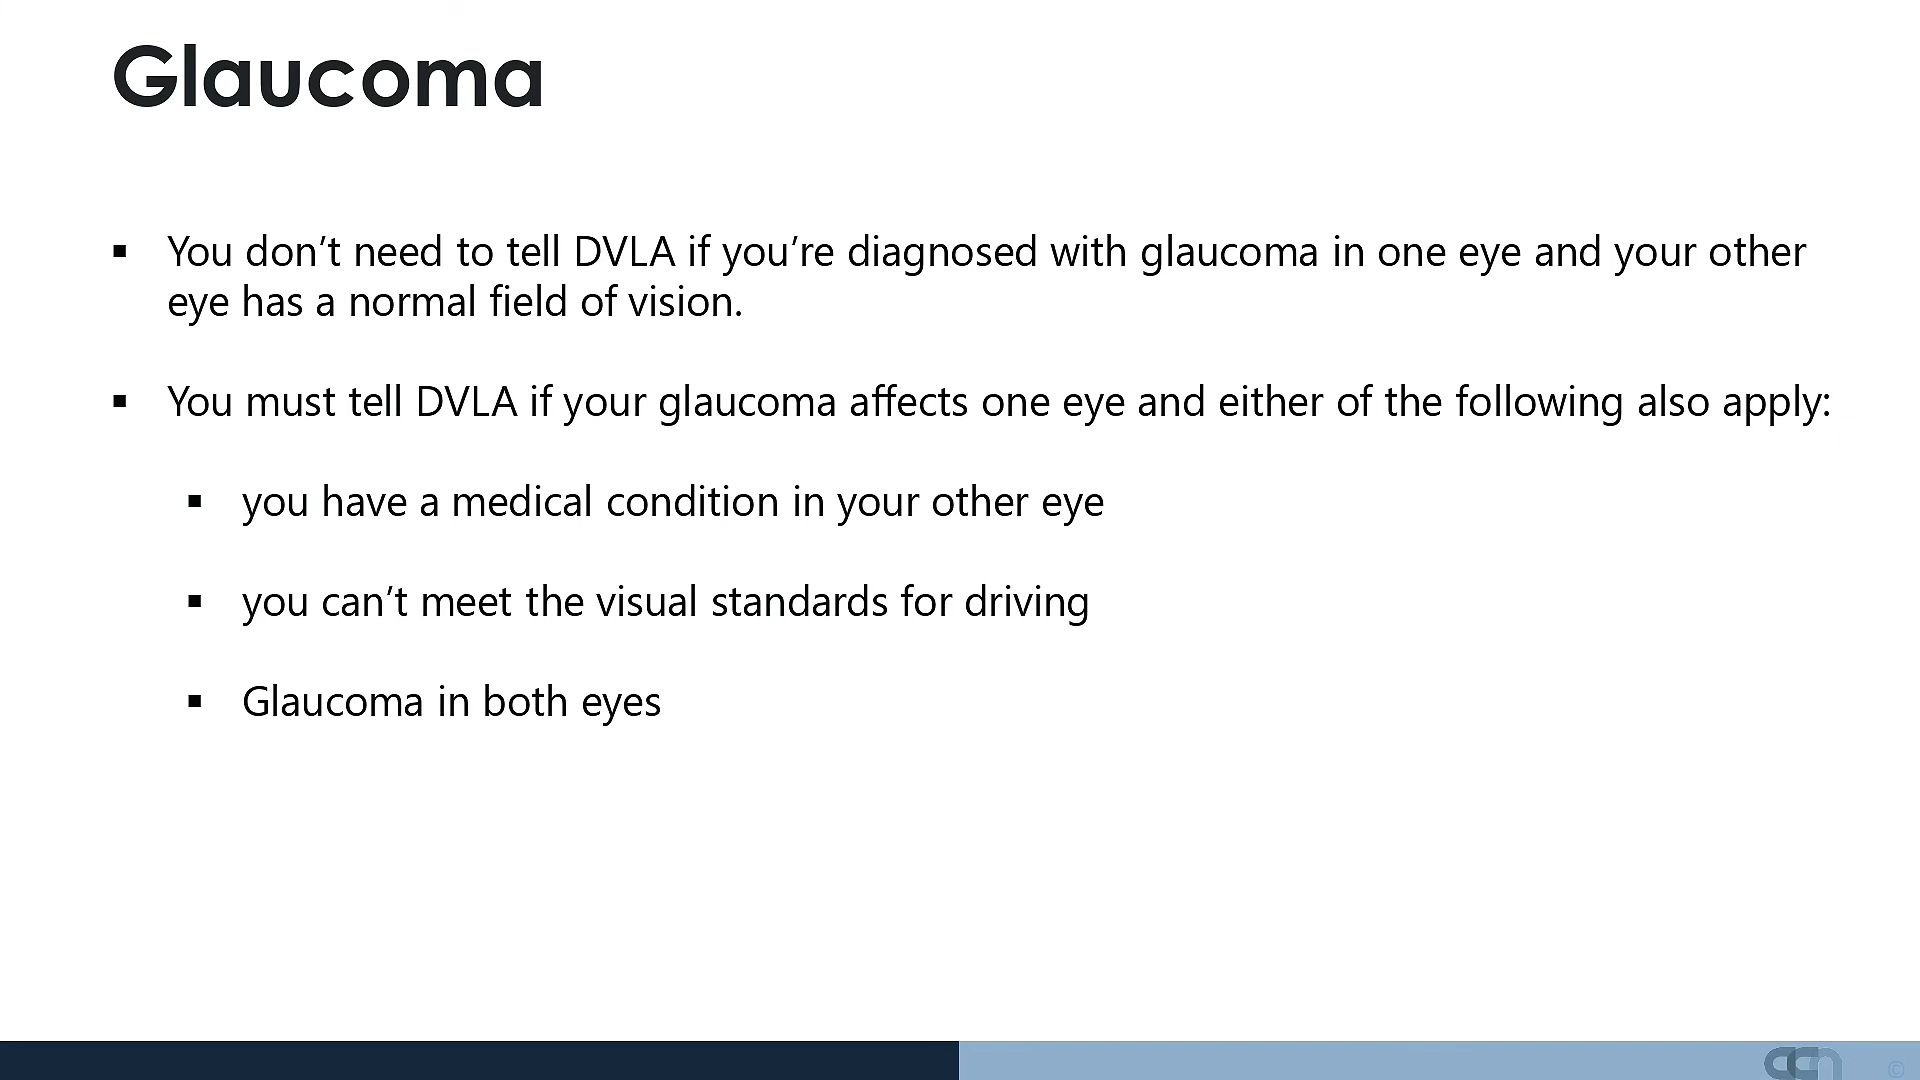 Glaucoma
▪ You don’t need to tell DVLA if you’re diagnosed with glaucoma in one eye and your other
eye has a normal field of vision.
▪ You must tell DVLA if your glaucoma affects one eye and either of the following also apply:
▪ you have a medical condition in your other eye
▪ you can’t meet the visual standards for driving
▪ Glaucoma in both eyes
©